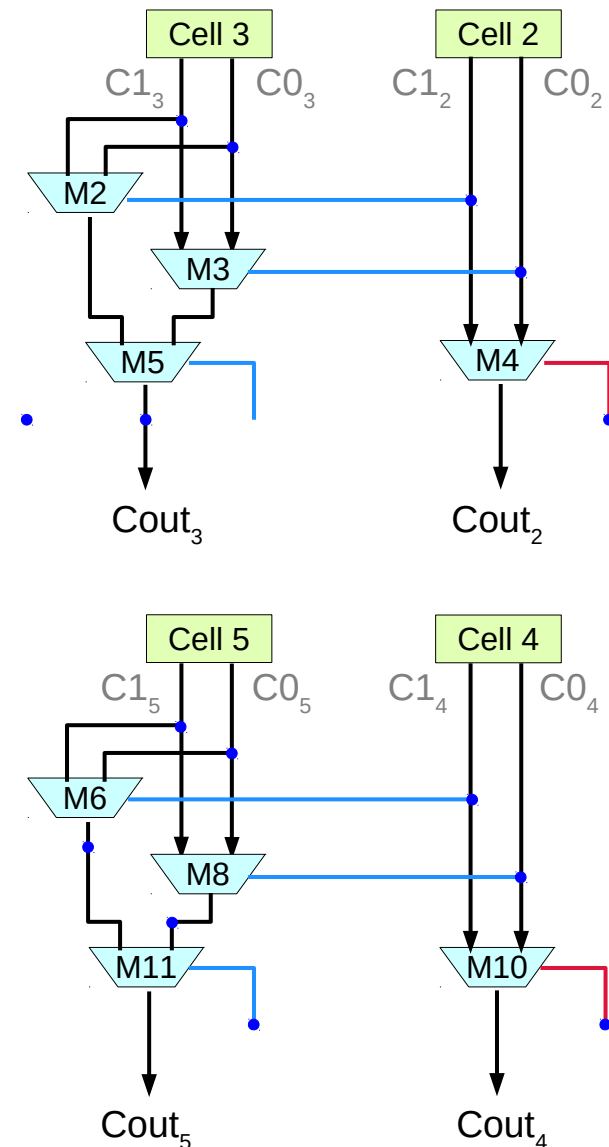 Cell 3 Cell 2
C1₃ C0₃ C1₂ C0₂
M2
M3
M5 M4
Cout₃ Cout₂
Cell 5 Cell 4
C1₅ C0₅ C1₄ C0₄
M6
M8
M11 M10
Cout₅ Cout₄